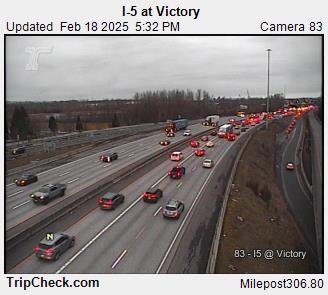 I-5 at Victory
Updated  Feb 18 2025  5:32 PM
Camera 83
N
83 - I5 @ Victory
TripCheck.com
Milepost306.80